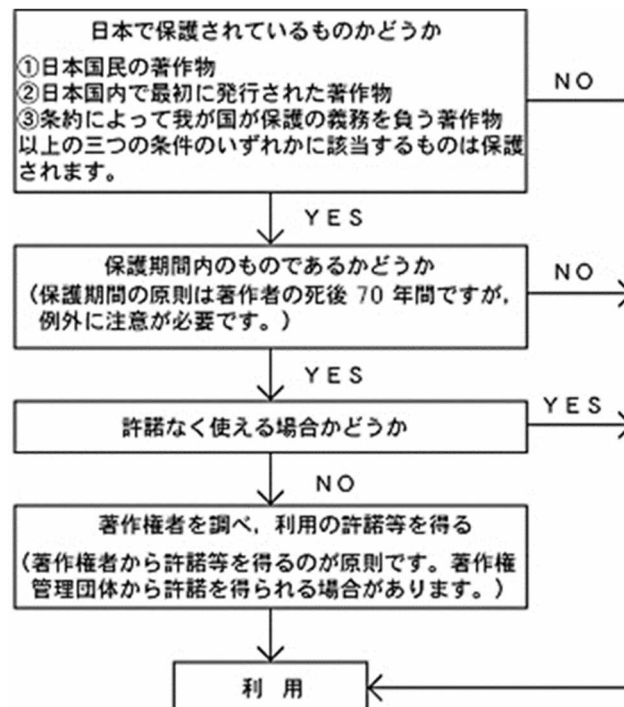 日本で保護されているものかどうか
①日本国民の著作物
②日本国内で最初に発行された著作物
③条約によって我が国が保護の義務を負う著作物
以上の三つの条件のいずれかに該当するものは保護
されます。
NO
YES
保護期間内のものであるかどうか
(保護期間の原則は著作者の死後 70 年間ですが,
例外に注意が必要です。)
NO
YES
許諾なく使える場合かどうか
YES
NO
著作権者を調べ,利用の許諾等を得る
(著作権者から許諾等を得るのが原則です。著作権
管理団体から許諾を得られる場合があります。)
利 用